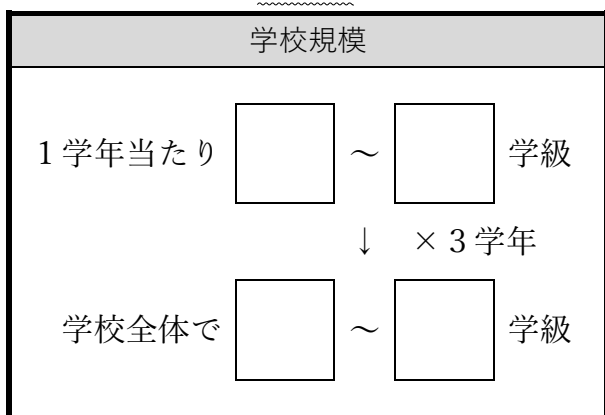 学校規模
1学年当たり □ ～ □ 学級
↓ ×3学年
学校全体で □ ～ □ 学級